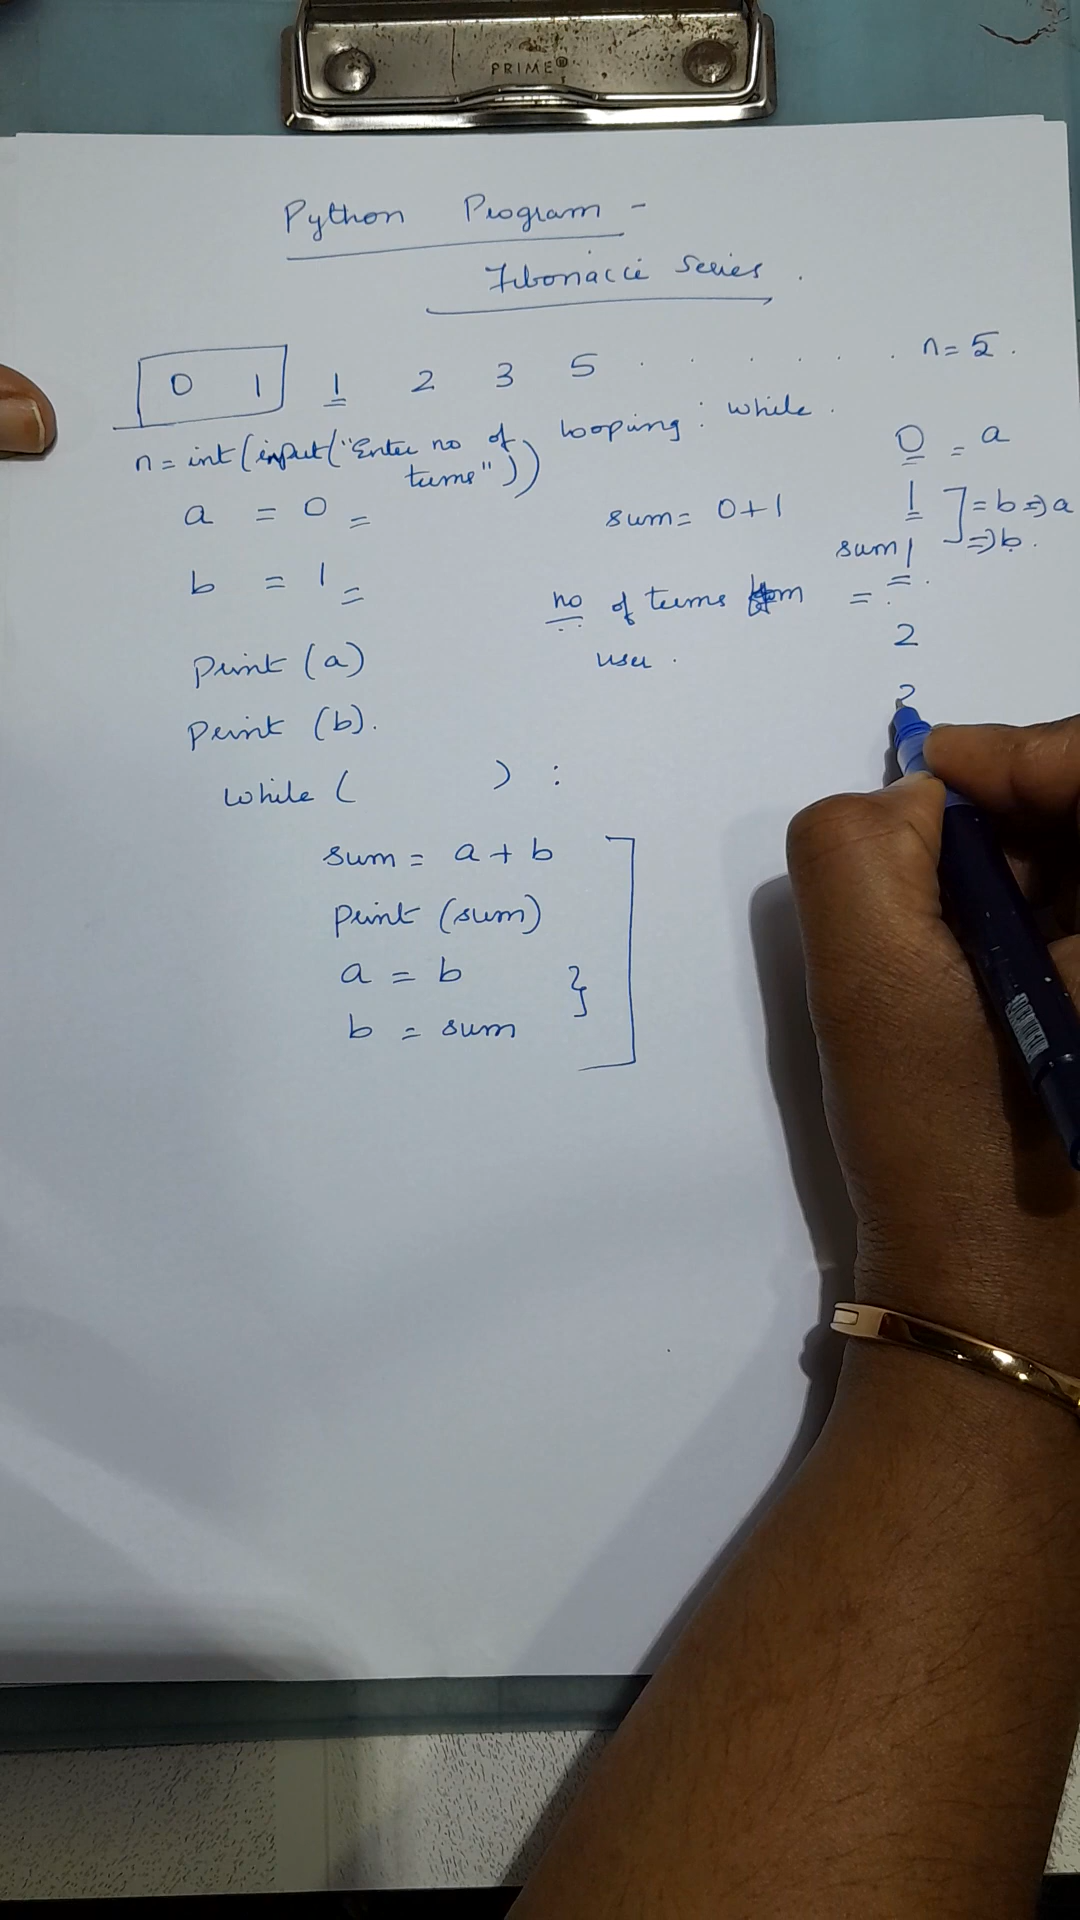 PRIME®
Python Program -
Fibonacci Series .
0 1 1 2 3 5 . . . . . . n = 5 .
n = int(input("Enter no of
terms"))
looping : while .
a = 0 =
b = 1 =
sum = 0+1
0 = a
1 ] = b => a
=> b .
sum 1
= .
no of terms
= .
user .
2
print (a)
print (b).
while ( ) :
sum = a + b
print (sum)
a = b }
b = sum